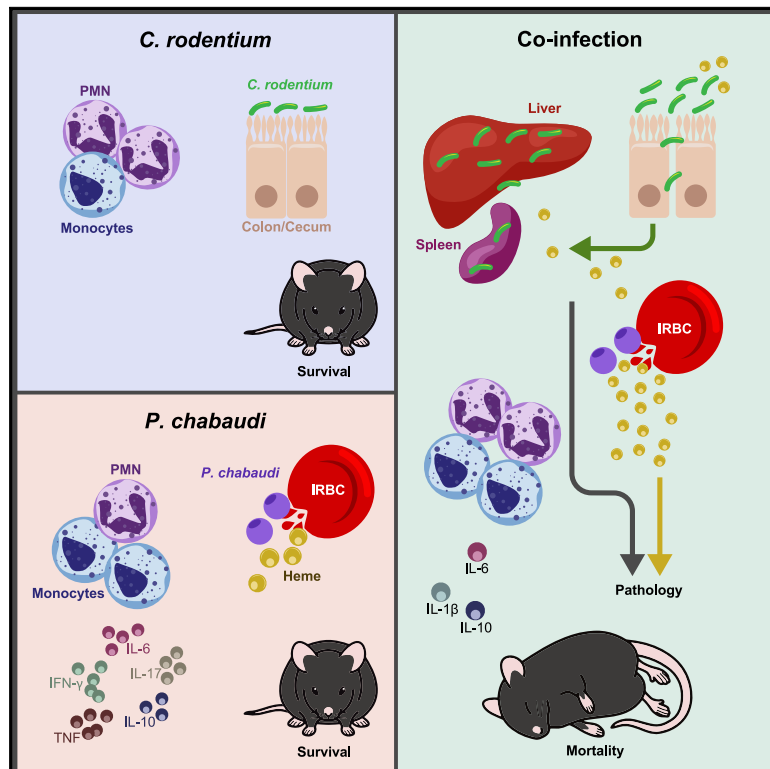 C. rodentium
PMN
C. rodentium
Monocytes
Colon/Cecum
Survival
P. chabaudi
PMN
P. chabaudi
IRBC
Monocytes
Heme
IL-6
IL-17
IFN-γ
IL-10
TNF
Survival
Co-infection
Liver
Spleen
IRBC
IL-6
IL-1β
IL-10
Pathology
Mortality